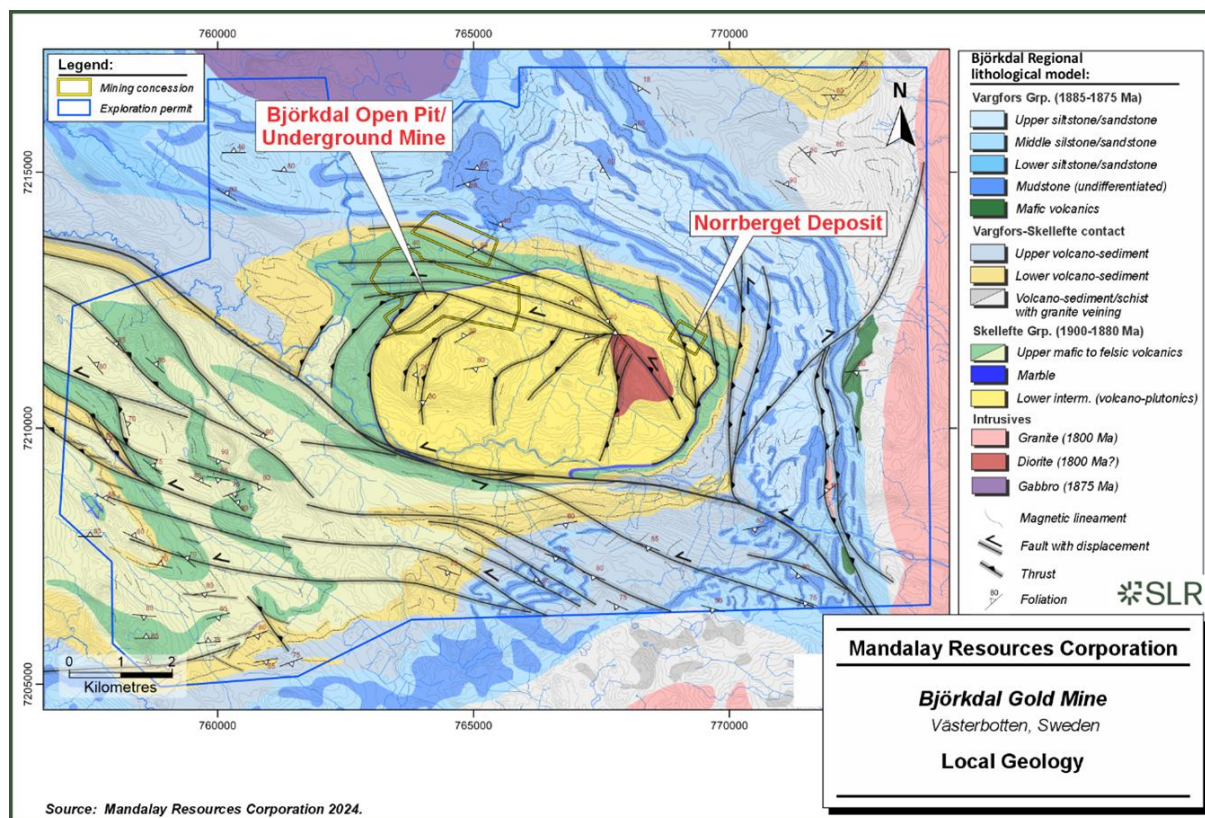 760000
765000
770000
Legend:
Mining concession
Exploration permit
Björkdal Open Pit/
Underground Mine
Norrberget Deposit
N
7215000
7210000
7205000
0 1 2
Kilometres
760000
765000
770000
Björkdal Regional
lithological model:
Vargfors Grp. (1885-1875 Ma)
Upper siltstone/sandstone
Middle silstone/sandstone
Lower siltstone/sandstone
Mudstone (undifferentiated)
Mafic volcanics
Vargfors-Skellefte contact
Upper volcano-sediment
Lower volcano-sediment
Volcano-sediment/schist
with granite veining
Skellefte Grp. (1900-1880 Ma)
Upper mafic to felsic volcanics
Marble
Lower interm. (volcano-plutonics)
Intrusives
Granite (1800 Ma)
Diorite (1800 Ma?)
Gabbro (1875 Ma)
Magnetic lineament
Fault with displacement
Thrust
80
Foliation
SLR
Mandalay Resources Corporation
Björkdal Gold Mine
Västerbotten, Sweden
Local Geology
Source: Mandalay Resources Corporation 2024.